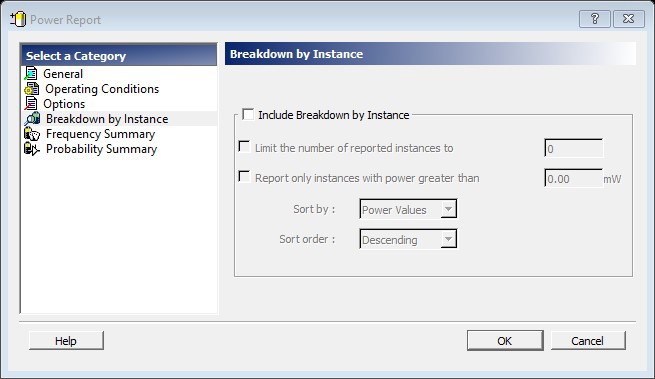 Power Report
Select a Category
General
Operating Conditions
Options
Breakdown by Instance
Frequency Summary
Probability Summary
Breakdown by Instance
Include Breakdown by Instance
Limit the number of reported instances to 0
Report only instances with power greater than 0.00 mW
Sort by : Power Values
Sort order : Descending
Help OK Cancel